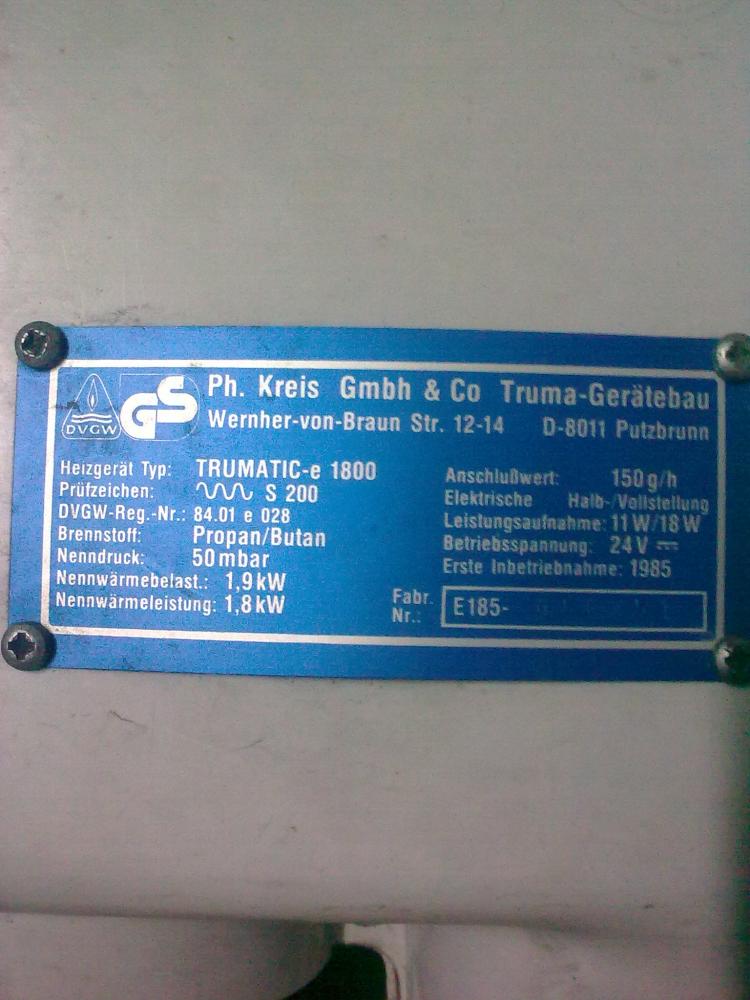 DVGW
GS
Ph. Kreis Gmbh & Co Truma-Gerätebau
Wernher-von-Braun Str. 12-14 D-8011 Putzbrunn
Heizgerät Typ: TRUMATIC-e 1800
Prüfzeichen: S 200
DVGW-Reg.-Nr.: 84.01 e 028
Brennstoff: Propan/Butan
Nenndruck: 50 mbar
Nennwärmebelast.: 1,9 kW
Nennwärmeleistung: 1,8 kW
Anschlußwert: 150 g/h
Elektrische Halb-/Vollstellung
Leistungsaufnahme: 11 W/18 W
Betriebsspannung: 24 V ⎓
Erste Inbetriebnahme: 1985
Fabr.
Nr.: E185-